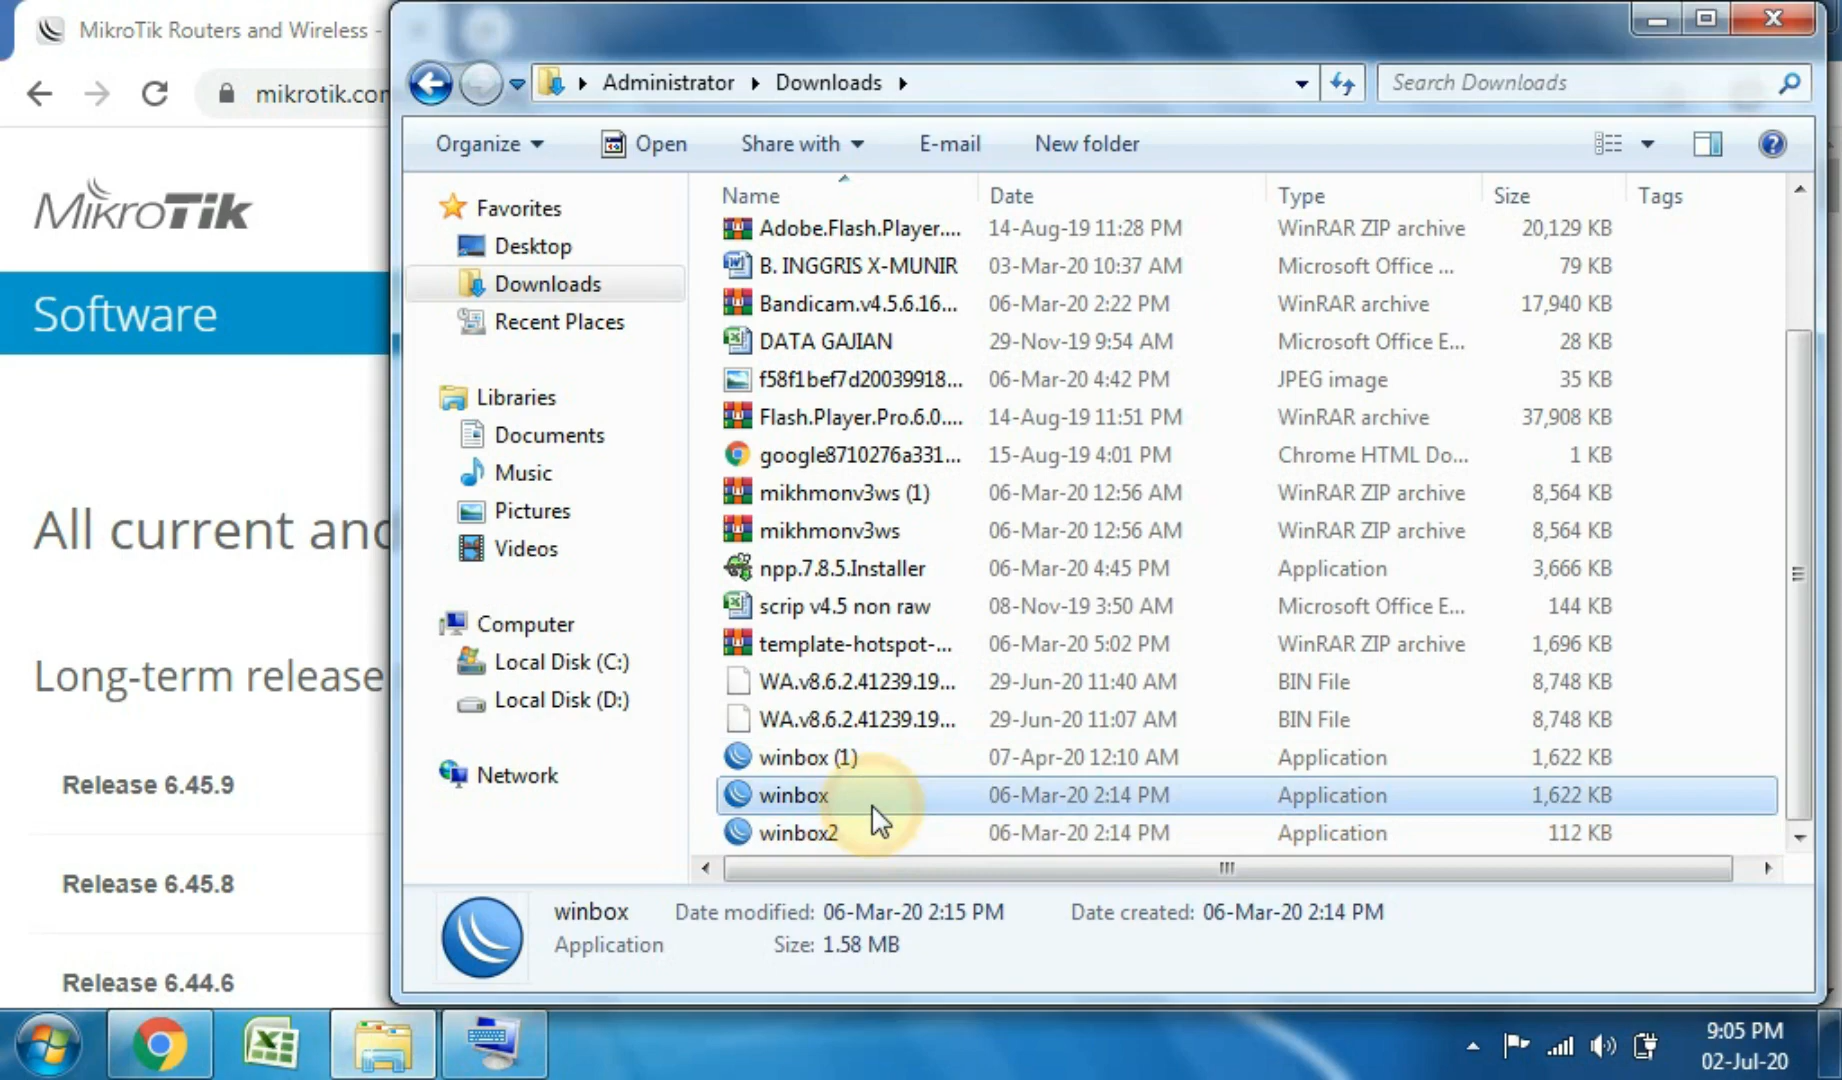 MikroTik Routers and Wireless -
mikrotik.com
MikroTik
Software
All current and
Long-term release
Release 6.45.9
Release 6.45.8
Release 6.44.6
Administrator Downloads
Search Downloads
Organize Open Share with E-mail New folder
Favorites
Desktop
Downloads
Recent Places
Libraries
Documents
Music
Pictures
Videos
Computer
Local Disk (C:)
Local Disk (D:)
Network
Name Date Type Size Tags
Adobe.Flash.Player.... 14-Aug-19 11:28 PM WinRAR ZIP archive 20,129 KB
B. INGGRIS X-MUNIR 03-Mar-20 10:37 AM Microsoft Office ... 79 KB
Bandicam.v4.5.6.16... 06-Mar-20 2:22 PM WinRAR archive 17,940 KB
DATA GAJIAN 29-Nov-19 9:54 AM Microsoft Office E... 28 KB
f58f1bef7d20039918... 06-Mar-20 4:42 PM JPEG image 35 KB
Flash.Player.Pro.6.0.... 14-Aug-19 11:51 PM WinRAR archive 37,908 KB
google8710276a331... 15-Aug-19 4:01 PM Chrome HTML Do... 1 KB
mikhmonv3ws (1) 06-Mar-20 12:56 AM WinRAR ZIP archive 8,564 KB
mikhmonv3ws 06-Mar-20 12:56 AM WinRAR ZIP archive 8,564 KB
npp.7.8.5.Installer 06-Mar-20 4:45 PM Application 3,666 KB
scrip v4.5 non raw 08-Nov-19 3:50 AM Microsoft Office E... 144 KB
template-hotspot-... 06-Mar-20 5:02 PM WinRAR ZIP archive 1,696 KB
WA.v8.6.2.41239.19... 29-Jun-20 11:40 AM BIN File 8,748 KB
WA.v8.6.2.41239.19... 29-Jun-20 11:07 AM BIN File 8,748 KB
winbox (1) 07-Apr-20 12:10 AM Application 1,622 KB
winbox 06-Mar-20 2:14 PM Application 1,622 KB
winbox2 06-Mar-20 2:14 PM Application 112 KB
winbox Date modified: 06-Mar-20 2:15 PM Date created: 06-Mar-20 2:14 PM
Application Size: 1.58 MB
9:05 PM
02-Jul-20